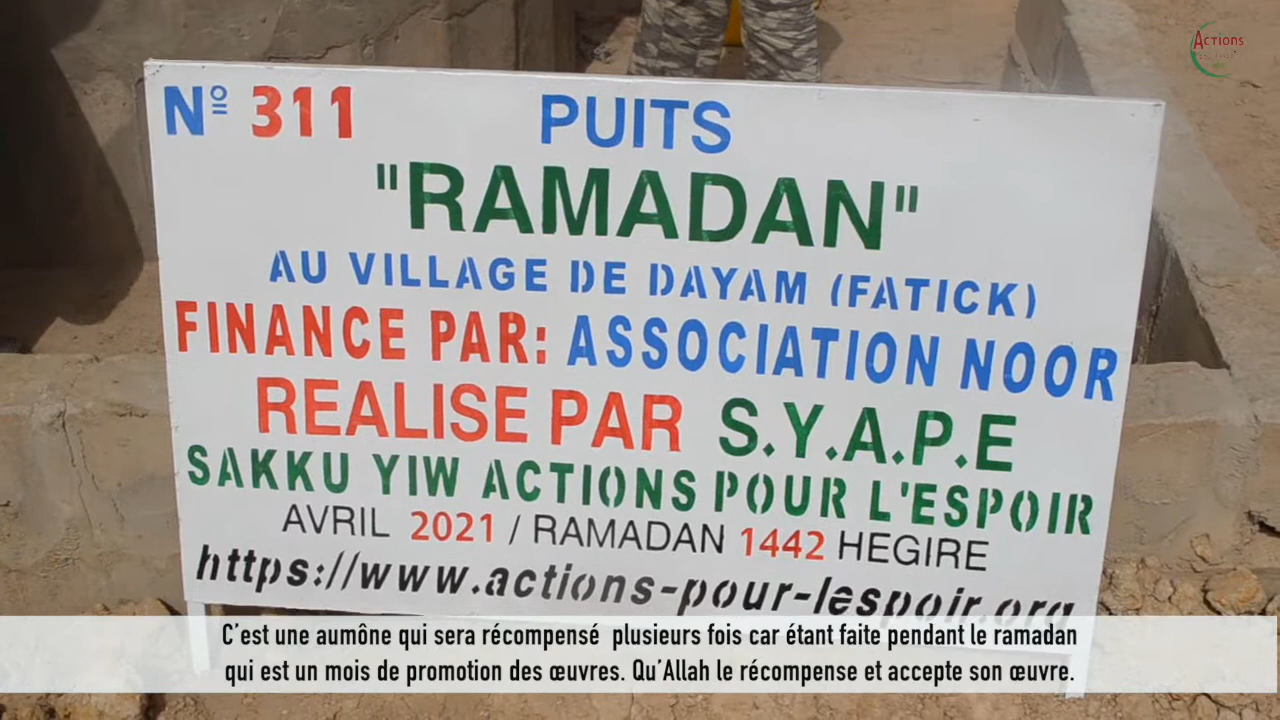 Actions
Nº 311
PUITS
"RAMADAN"
AU VILLAGE DE DAYAM (FATICK)
FINANCE PAR: ASSOCIATION NOOR
REALISE PAR S.Y.A.P.E
SAKKU YIW ACTIONS POUR L'ESPOIR
AVRIL 2021 / RAMADAN 1442 HEGIRE
https://www.actions-pour-lespoir.org
C’est une aumône qui sera récompensé plusieurs fois car étant faite pendant le ramadan
qui est un mois de promotion des œuvres. Qu’Allah le récompense et accepte son œuvre.